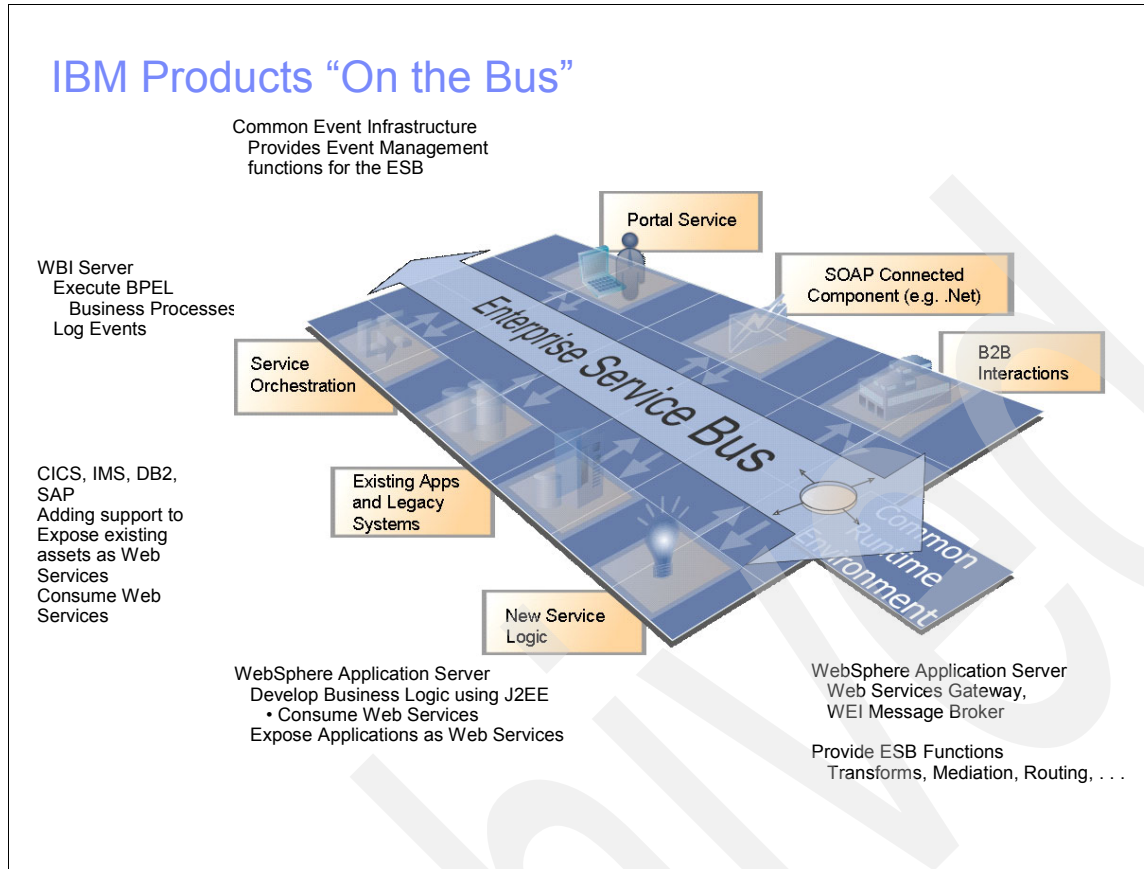 IBM Products “On the Bus”
Common Event Infrastructure
Provides Event Management
functions for the ESB
Portal Service
WBI Server
Execute BPEL
Business Processes
Log Events
SOAP Connected
Component (e.g. .Net)
Enterprise Service Bus
Service
Orchestration
B2B
Interactions
CICS, IMS, DB2,
SAP
Adding support to
Expose existing
assets as Web
Services
Consume Web
Services
Existing Apps
and Legacy
Systems
Common
Runtime
Environment
New Service
Logic
WebSphere Application Server
Develop Business Logic using J2EE
• Consume Web Services
Expose Applications as Web Services
WebSphere Application Server
Web Services Gateway,
WEI Message Broker
Provide ESB Functions
Transforms, Mediation, Routing, . . .